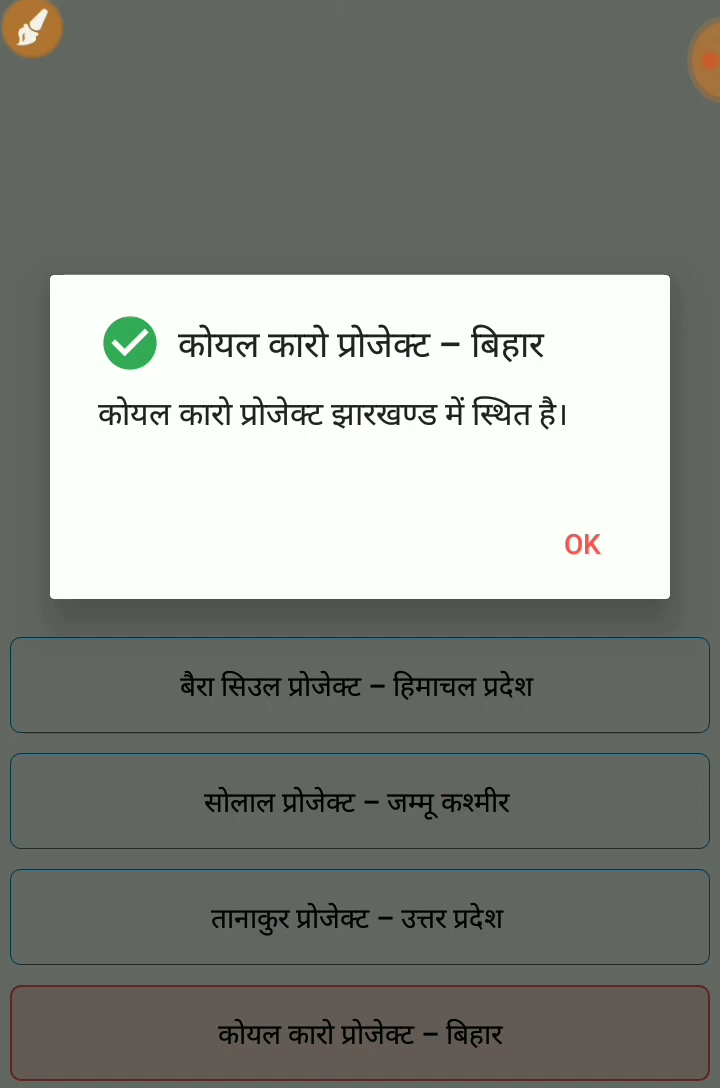 कोयल कारो प्रोजेक्ट – बिहार
कोयल कारो प्रोजेक्ट झारखण्ड में स्थित है।
OK
बैरा सिउल प्रोजेक्ट – हिमाचल प्रदेश
सोलाल प्रोजेक्ट – जम्मू कश्मीर
तानाकुर प्रोजेक्ट – उत्तर प्रदेश
कोयल कारो प्रोजेक्ट – बिहार